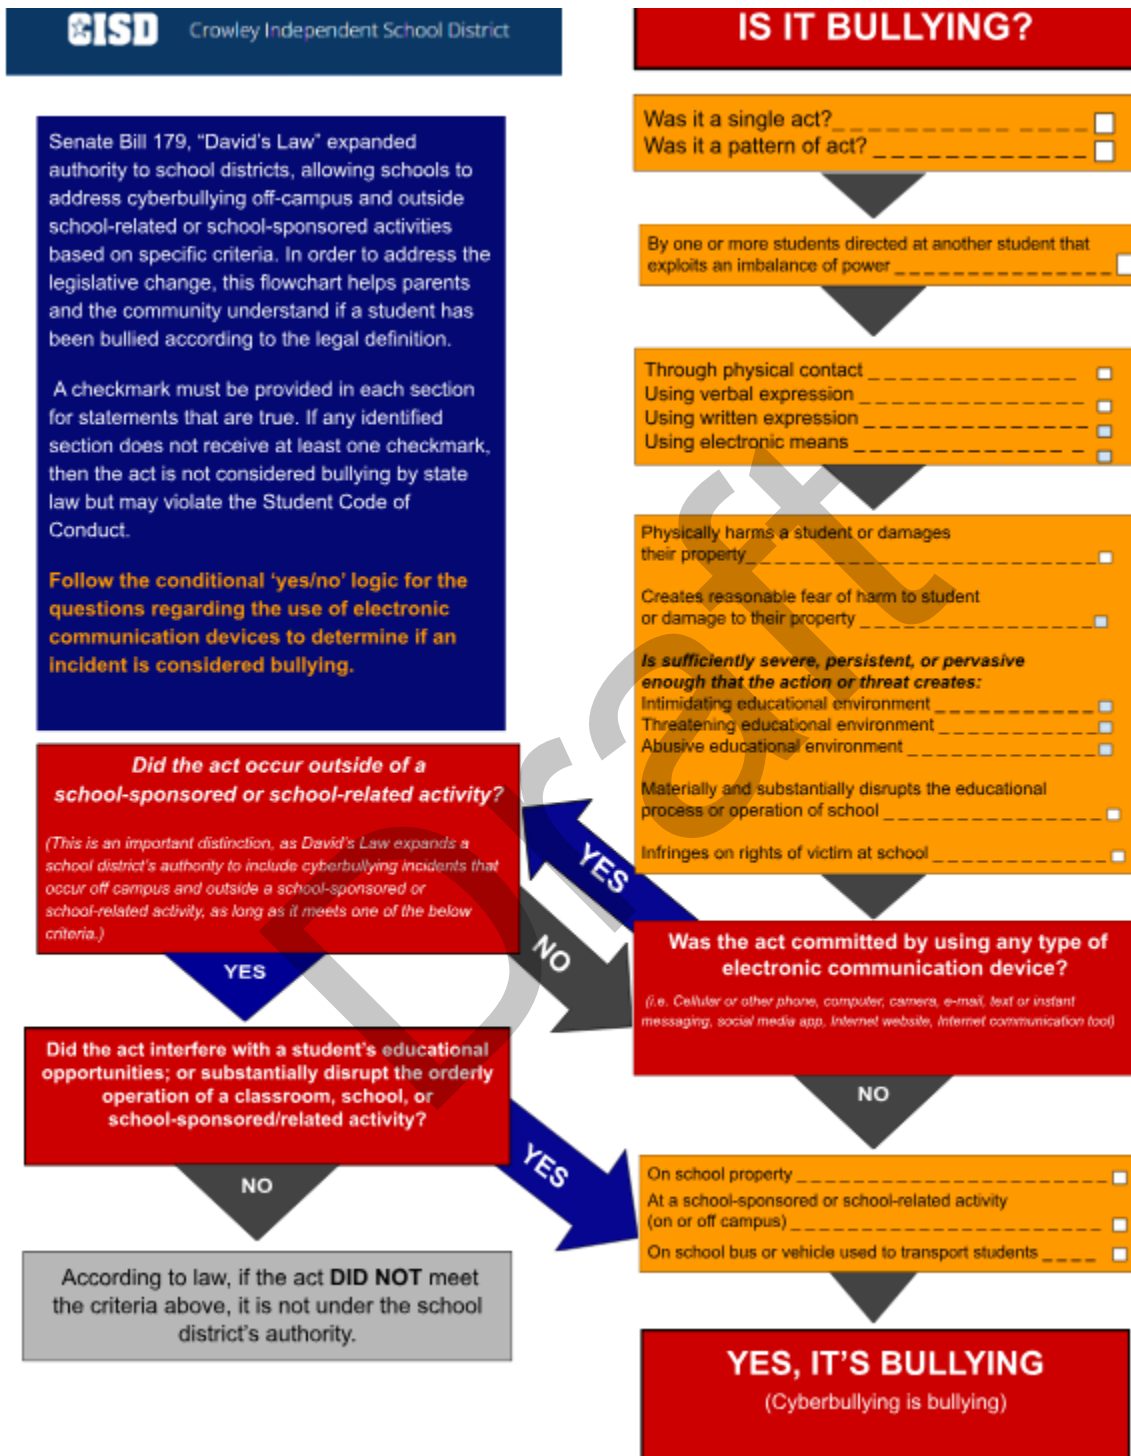 CISD Crowley Independent School District
Senate Bill 179, “David’s Law” expanded
authority to school districts, allowing schools to
address cyberbullying off-campus and outside
school-related or school-sponsored activities
based on specific criteria. In order to address the
legislative change, this flowchart helps parents
and the community understand if a student has
been bullied according to the legal definition.
A checkmark must be provided in each section
for statements that are true. If any identified
section does not receive at least one checkmark,
then the act is not considered bullying by state
law but may violate the Student Code of
Conduct.
Follow the conditional ‘yes/no’ logic for the
questions regarding the use of electronic
communication devices to determine if an
incident is considered bullying.
IS IT BULLYING?
Was it a single act?
Was it a pattern of act?
By one or more students directed at another student that
exploits an imbalance of power
Through physical contact
Using verbal expression
Using written expression
Using electronic means
Physically harms a student or damages
their property
Creates reasonable fear of harm to student
or damage to their property
Is sufficiently severe, persistent, or pervasive
enough that the action or threat creates:
Intimidating educational environment
Threatening educational environment
Abusive educational environment
Materially and substantially disrupts the educational
process or operation of school
Infringes on rights of victim at school
Was the act committed by using any type of
electronic communication device?
(i.e. Cellular or other phone, computer, camera, e-mail, text or instant
messaging, social media app, Internet website, Internet communication tool)
YES
NO
Did the act occur outside of a
school-sponsored or school-related activity?
(This is an important distinction, as David’s Law expands a
school district’s authority to include cyberbullying incidents that
occur off campus and outside a school-sponsored or
school-related activity, as long as it meets one of the below
criteria.)
NO
YES
Did the act interfere with a student’s educational
opportunities; or substantially disrupt the orderly
operation of a classroom, school, or
school-sponsored/related activity?
YES
NO
According to law, if the act DID NOT meet
the criteria above, it is not under the school
district’s authority.
On school property
At a school-sponsored or school-related activity
(on or off campus)
On school bus or vehicle used to transport students
YES, IT’S BULLYING
(Cyberbullying is bullying)
Draft